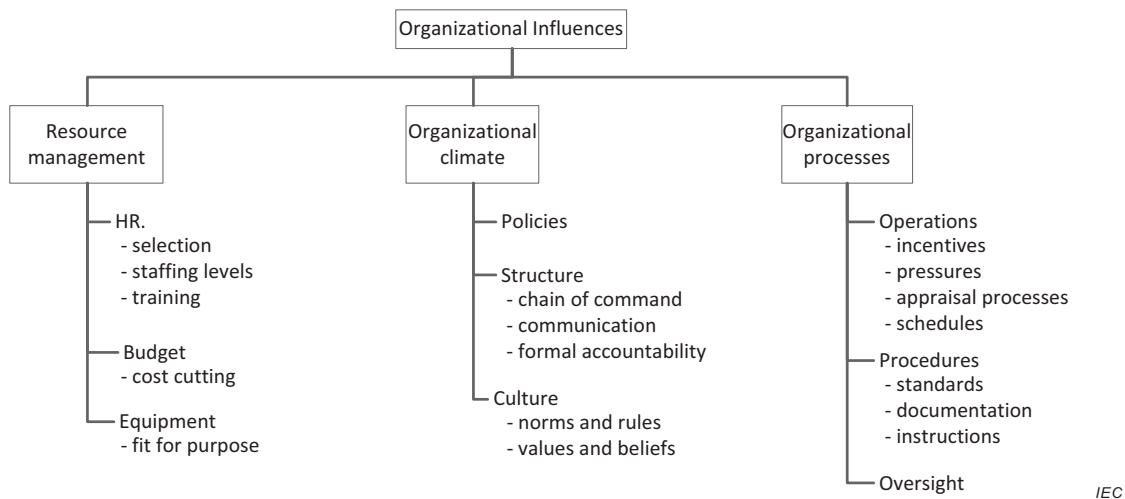 Organizational Influences
Resource
management
HR.
- selection
- staffing levels
- training
Budget
- cost cutting
Equipment
- fit for purpose
Organizational
climate
Policies
Structure
- chain of command
- communication
- formal accountability
Culture
- norms and rules
- values and beliefs
Organizational
processes
Operations
- incentives
- pressures
- appraisal processes
- schedules
Procedures
- standards
- documentation
- instructions
Oversight
IEC